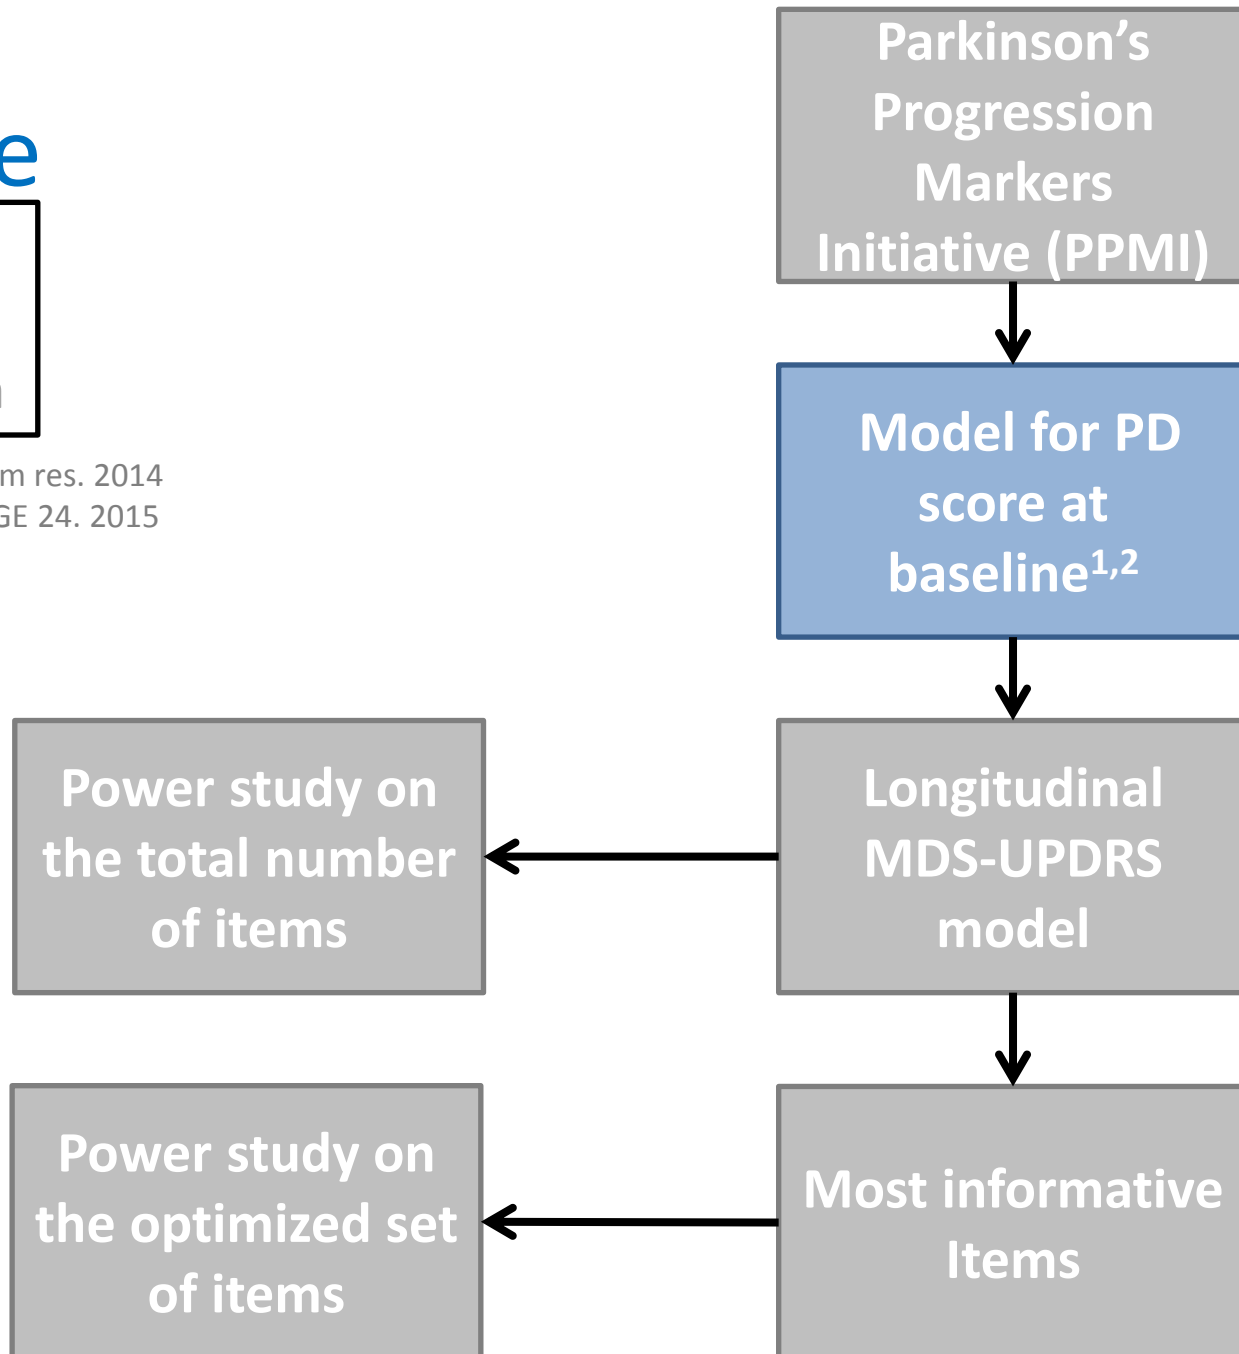 Parkinson's
Progression
Markers
Initiative (PPMI)
res. 2014
24. 2015
Model for PD
score at
baseline1,2
Power study on
the total number
of items
Longitudinal
MDS-UPDRS
model
Power study on
the optimized set
of items
Most informative
Items